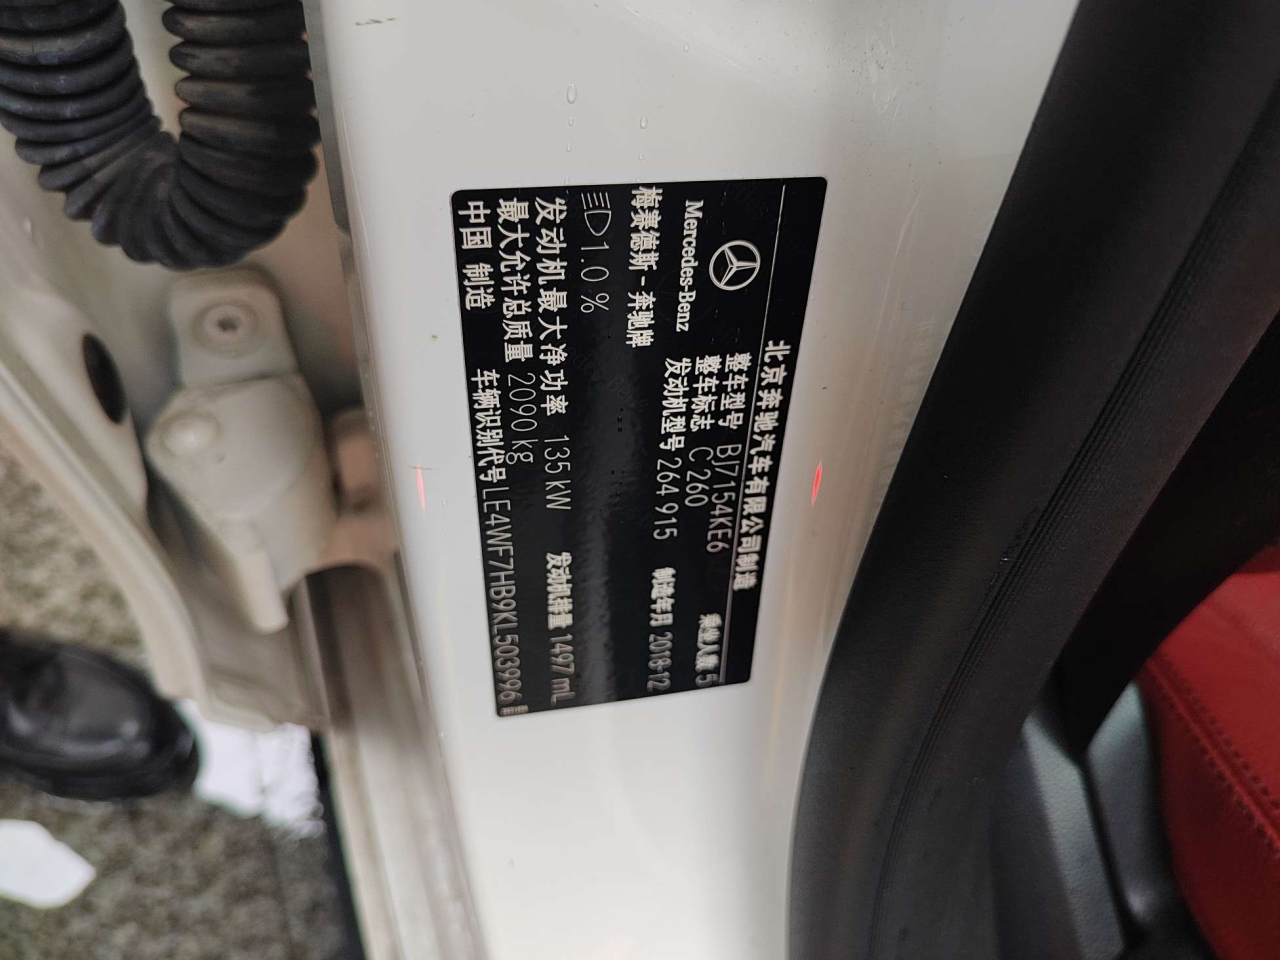 北京奔驰汽车有限公司制造
Mercedes-Benz
梅赛德斯-奔驰牌
整车型号 BJ7154KE6
整车标志 C 260
乘坐人数 5
发动机型号 264 915
制造年月 2018-12
1.0 %
发动机最大净功率 135 kW
发动机排量 1497 mL
最大允许总质量 2090 kg
中国 制造
车辆识别代号 LE4WF7HB9KL503996